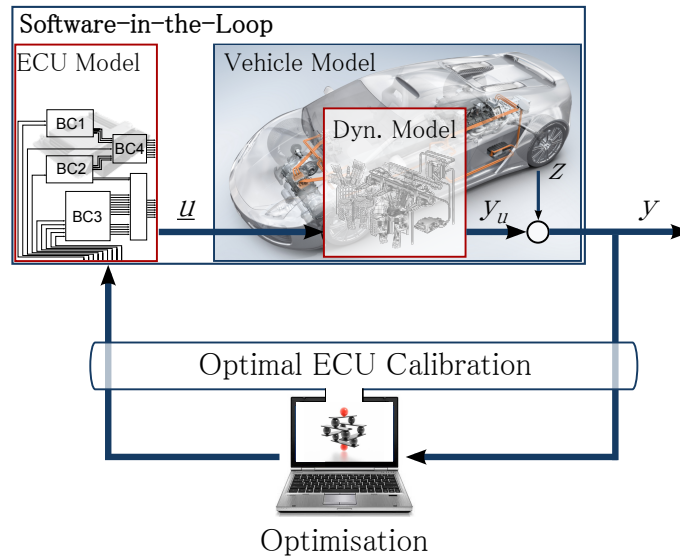 Software-in-the-Loop
ECU Model
Vehicle Model
BC1
BC4
BC2
BC3
Dyn. Model
u
y_u
z
y
Optimal ECU Calibration
Optimisation